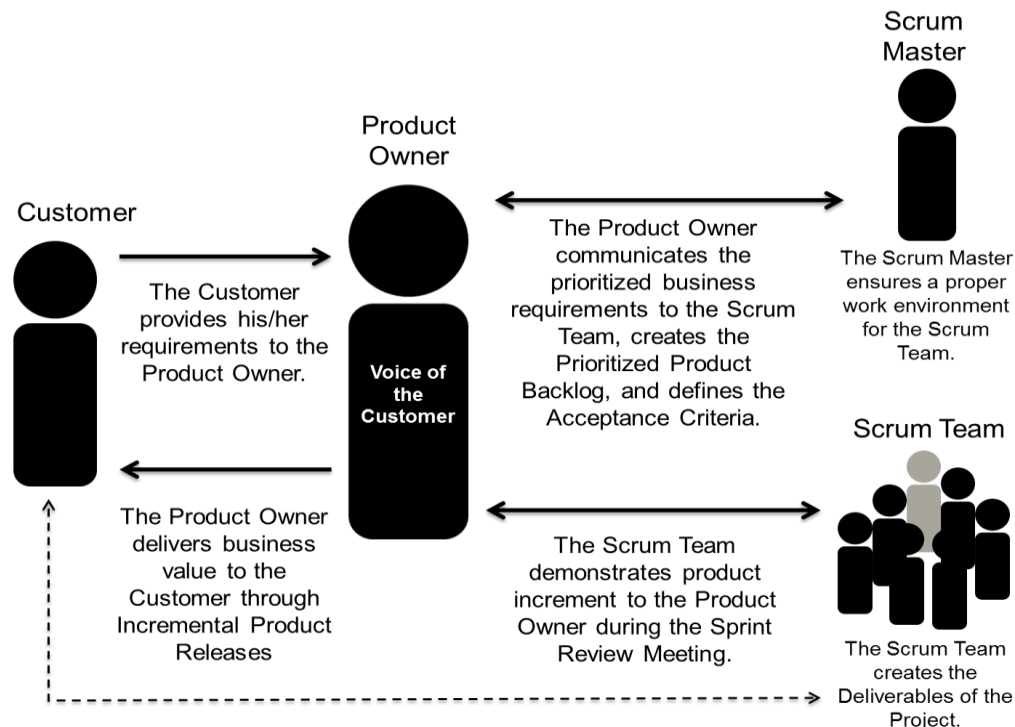 Scrum
Master
Product
Owner
Customer
The Customer
provides his/her
requirements to the
Product Owner.
Voice of
the
Customer
The Product Owner
communicates the
prioritized business
requirements to the Scrum
Team, creates the
Prioritized Product
Backlog, and defines the
Acceptance Criteria.
The Scrum Master
ensures a proper
work environment
for the Scrum
Team.
Scrum Team
The Product Owner
delivers business
value to the
Customer through
Incremental Product
Releases
The Scrum Team
demonstrates product
increment to the Product
Owner during the Sprint
Review Meeting.
The Scrum Team
creates the
Deliverables of the
Project.